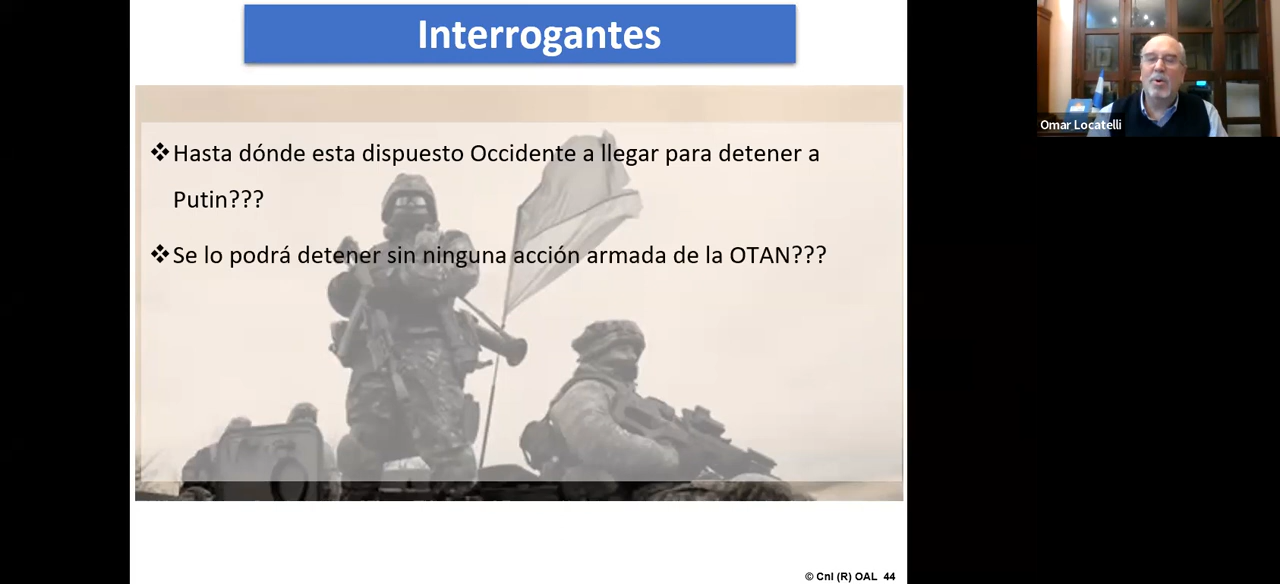 Interrogantes
❖Hasta dónde esta dispuesto Occidente a llegar para detener a
Putin???
❖Se lo podrá detener sin ninguna acción armada de la OTAN???
Omar Locatelli
© Cnl (R) OAL 44